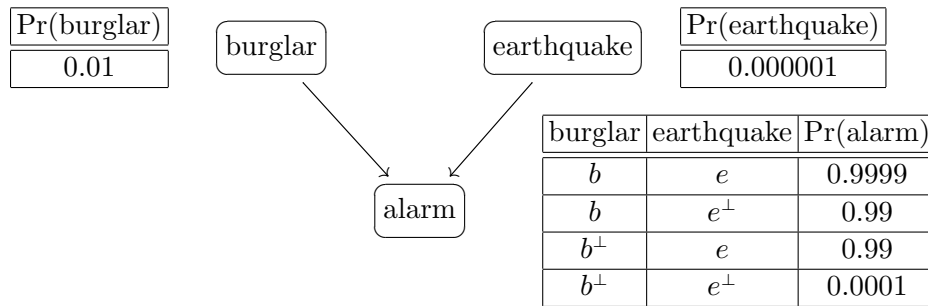 Pr(burglar)
0.01
burglar
earthquake
Pr(earthquake)
0.000001
alarm
burglar earthquake Pr(alarm)
b e 0.9999
b e⊥ 0.99
b⊥ e 0.99
b⊥ e⊥ 0.0001